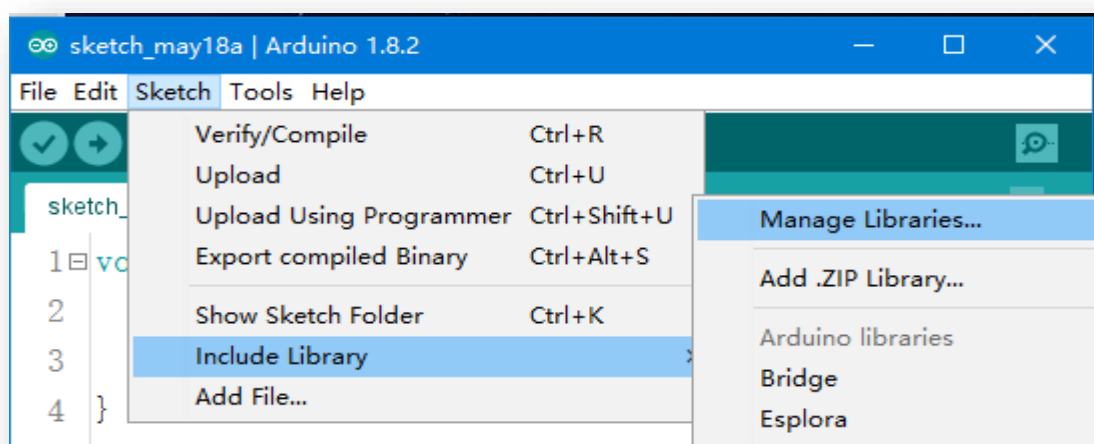 sketch_may18a | Arduino 1.8.2
File Edit Sketch Tools Help
Verify/Compile Ctrl+R
Upload Ctrl+U
sketch_
Upload Using Programmer Ctrl+Shift+U
Manage Libraries...
1 vo
Export compiled Binary Ctrl+Alt+S
Add .ZIP Library...
2
Show Sketch Folder Ctrl+K
Arduino libraries
3
Include Library
Bridge
4 }
Add File...
Esplora